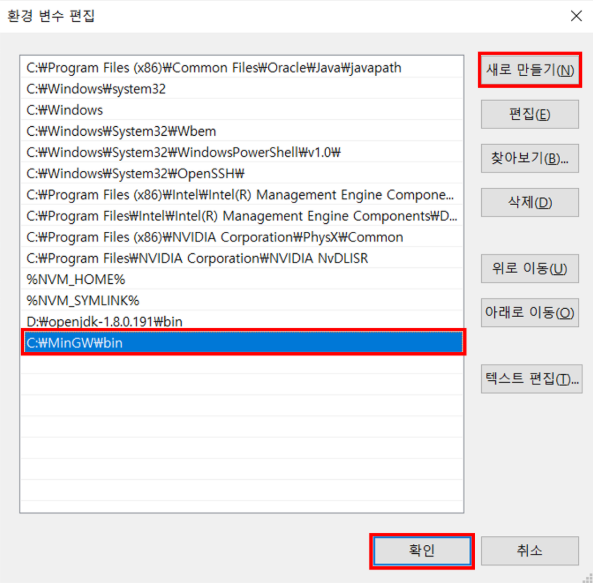 환경 변수 편집
C:₩Program Files (x86)₩Common Files₩Oracle₩Java₩javapath
C:₩Windows₩system32
C:₩Windows
C:₩Windows₩System32₩Wbem
C:₩Windows₩System32₩WindowsPowerShell₩v1.0₩
C:₩Windows₩System32₩OpenSSH₩
C:₩Program Files (x86)₩Intel₩Intel(R) Management Engine Compone...
C:₩Program Files₩Intel₩Intel(R) Management Engine Components₩D...
C:₩Program Files (x86)₩NVIDIA Corporation₩PhysX₩Common
C:₩Program Files₩NVIDIA Corporation₩NVIDIA NvDLISR
%NVM_HOME%
%NVM_SYMLINK%
D:₩openjdk-1.8.0.191₩bin
C:₩MinGW₩bin
새로 만들기(N)
편집(E)
찾아보기(B)...
삭제(D)
위로 이동(U)
아래로 이동(O)
텍스트 편집(T)...
확인
취소